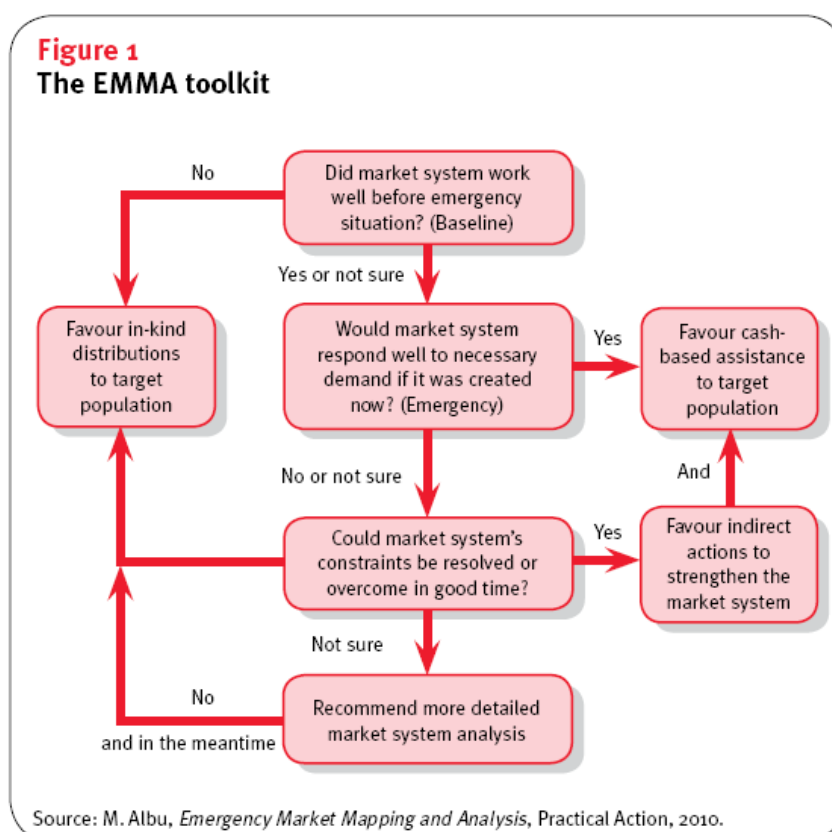 Figure 1
The EMMA toolkit
No
Did market system work
well before emergency
situation? (Baseline)
Yes or not sure
Favour in-kind
distributions
to target
population
Would market system
respond well to necessary
demand if it was created
now? (Emergency)
Yes
Favour cash-
based assistance
to target
population
No or not sure
And
Could market system's
constraints be resolved or
overcome in good time?
Yes
Favour indirect
actions to
strengthen the
market system
Not sure
No
and in the meantime
Recommend more detailed
market system analysis
Source: M. Albu, Emergency Market Mapping and Analysis, Practical Action, 2010.